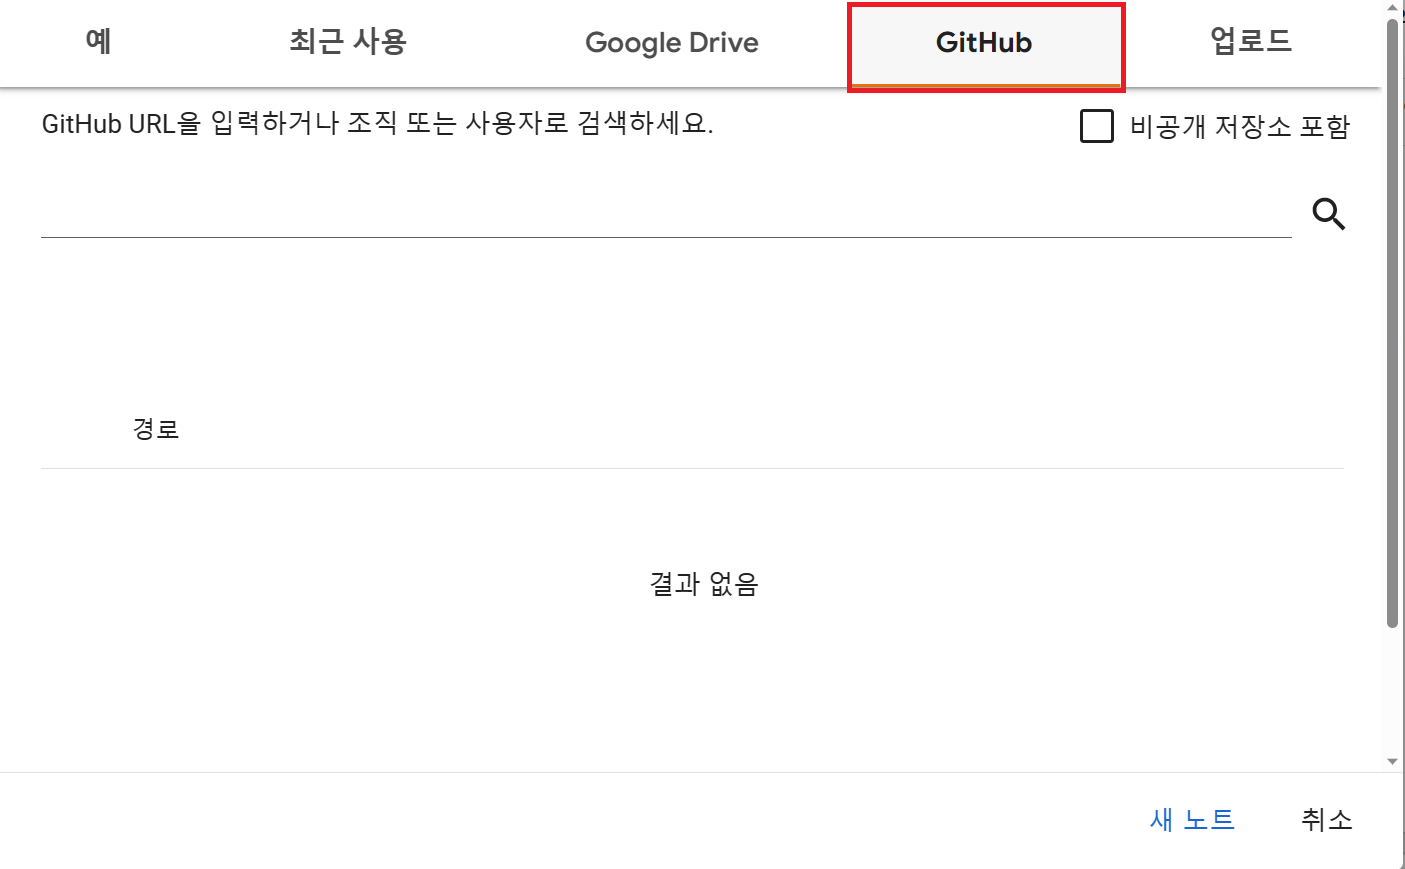 예 최근 사용 Google Drive GitHub 업로드
GitHub URL을 입력하거나 조직 또는 사용자로 검색하세요. 비공개 저장소 포함
경로
결과 없음
새 노트 취소